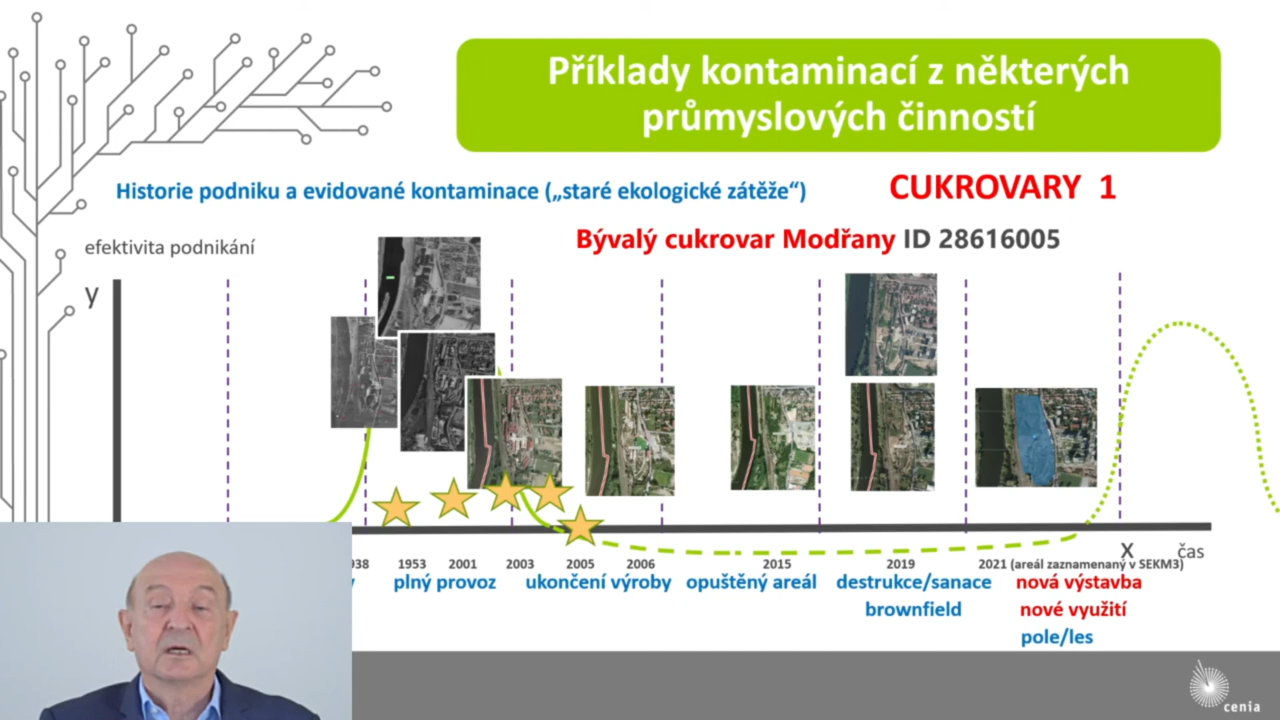 Příklady kontaminací z některých
průmyslových činností
Historie podniku a evidované kontaminace („staré ekologické zátěže“)
CUKROVARY 1
Bývalý cukrovar Modřany ID 28616005
efektivita podnikání
y
x
čas
938 1953 2001 2003 2005 2006 2015 2019 2021 (areál zaznamenaný v SEKM3)
plný provoz ukončení výroby opuštěný areál destrukce/sanace nová výstavba
brownfield nové využití
pole/les
cenia